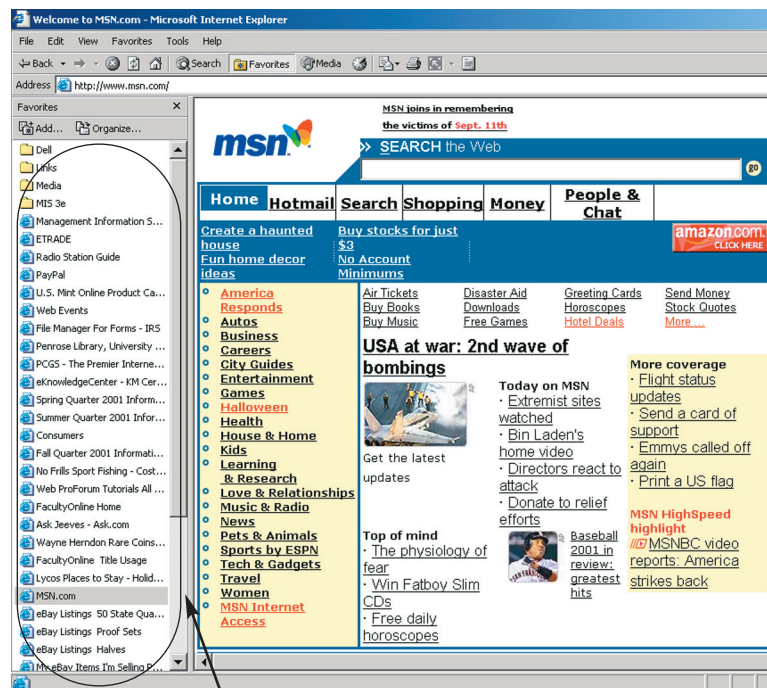 Welcome to MSN.com - Microsoft Internet Explorer
File Edit View Favorites Tools Help
Back Search Favorites Media
Address http://www.msn.com/
Favorites
Add... Organize...
Dell
Links
Media
MIS 3e
Management Information S...
ETRADE
Radio Station Guide
PayPal
U.S. Mint Online Product Ca...
Web Events
File Manager For Forms - IRS
Penrose Library, University ...
PCGS - The Premier Interne...
eKnowledgeCenter - KM Cer...
Spring Quarter 2001 Inform...
Summer Quarter 2001 Infor...
Consumers
Fall Quarter 2001 Informati...
No Frills Sport Fishing - Cost...
Web ProForum Tutorials All ...
FacultyOnline Home
Ask Jeeves - Ask.com
Wayne Herndon Rare Coins...
FacultyOnline Title Usage
Lycos Places to Stay - Holid...
MSN.com
eBay Listings 50 State Qua...
eBay Listings Proof Sets
eBay Listings Halves
My eBay Items I'm Selling P...
msn
MSN joins in remembering
the victims of Sept. 11th
» SEARCH the Web
go
Home Hotmail Search Shopping Money People &
Chat
Create a haunted
house
Fun home decor
ideas
Buy stocks for just
$3
No Account
Minimums
amazon.com.
CLICK HERE
America
Responds
Autos
Business
Careers
City Guides
Entertainment
Games
Halloween
Health
House & Home
Kids
Learning
& Research
Love & Relationships
Music & Radio
News
Pets & Animals
Sports by ESPN
Tech & Gadgets
Travel
Women
MSN Internet
Access
Air Tickets Disaster Aid Greeting Cards Send Money
Buy Books Downloads Horoscopes Stock Quotes
Buy Music Free Games Hotel Deals More ...
USA at war: 2nd wave of
bombings
Get the latest
updates
Today on MSN
· Extremist sites
watched
· Bin Laden's
home video
· Directors react to
attack
· Donate to relief
efforts
Top of mind
· The physiology of
fear
· Win Fatboy Slim
CDs
· Free daily
horoscopes
Baseball
2001 in
review:
greatest
hits
More coverage
· Flight status
updates
· Send a card of
support
· Emmys called off
again
· Print a US flag
MSN HighSpeed
highlight
MSNBC video
reports: America
strikes back